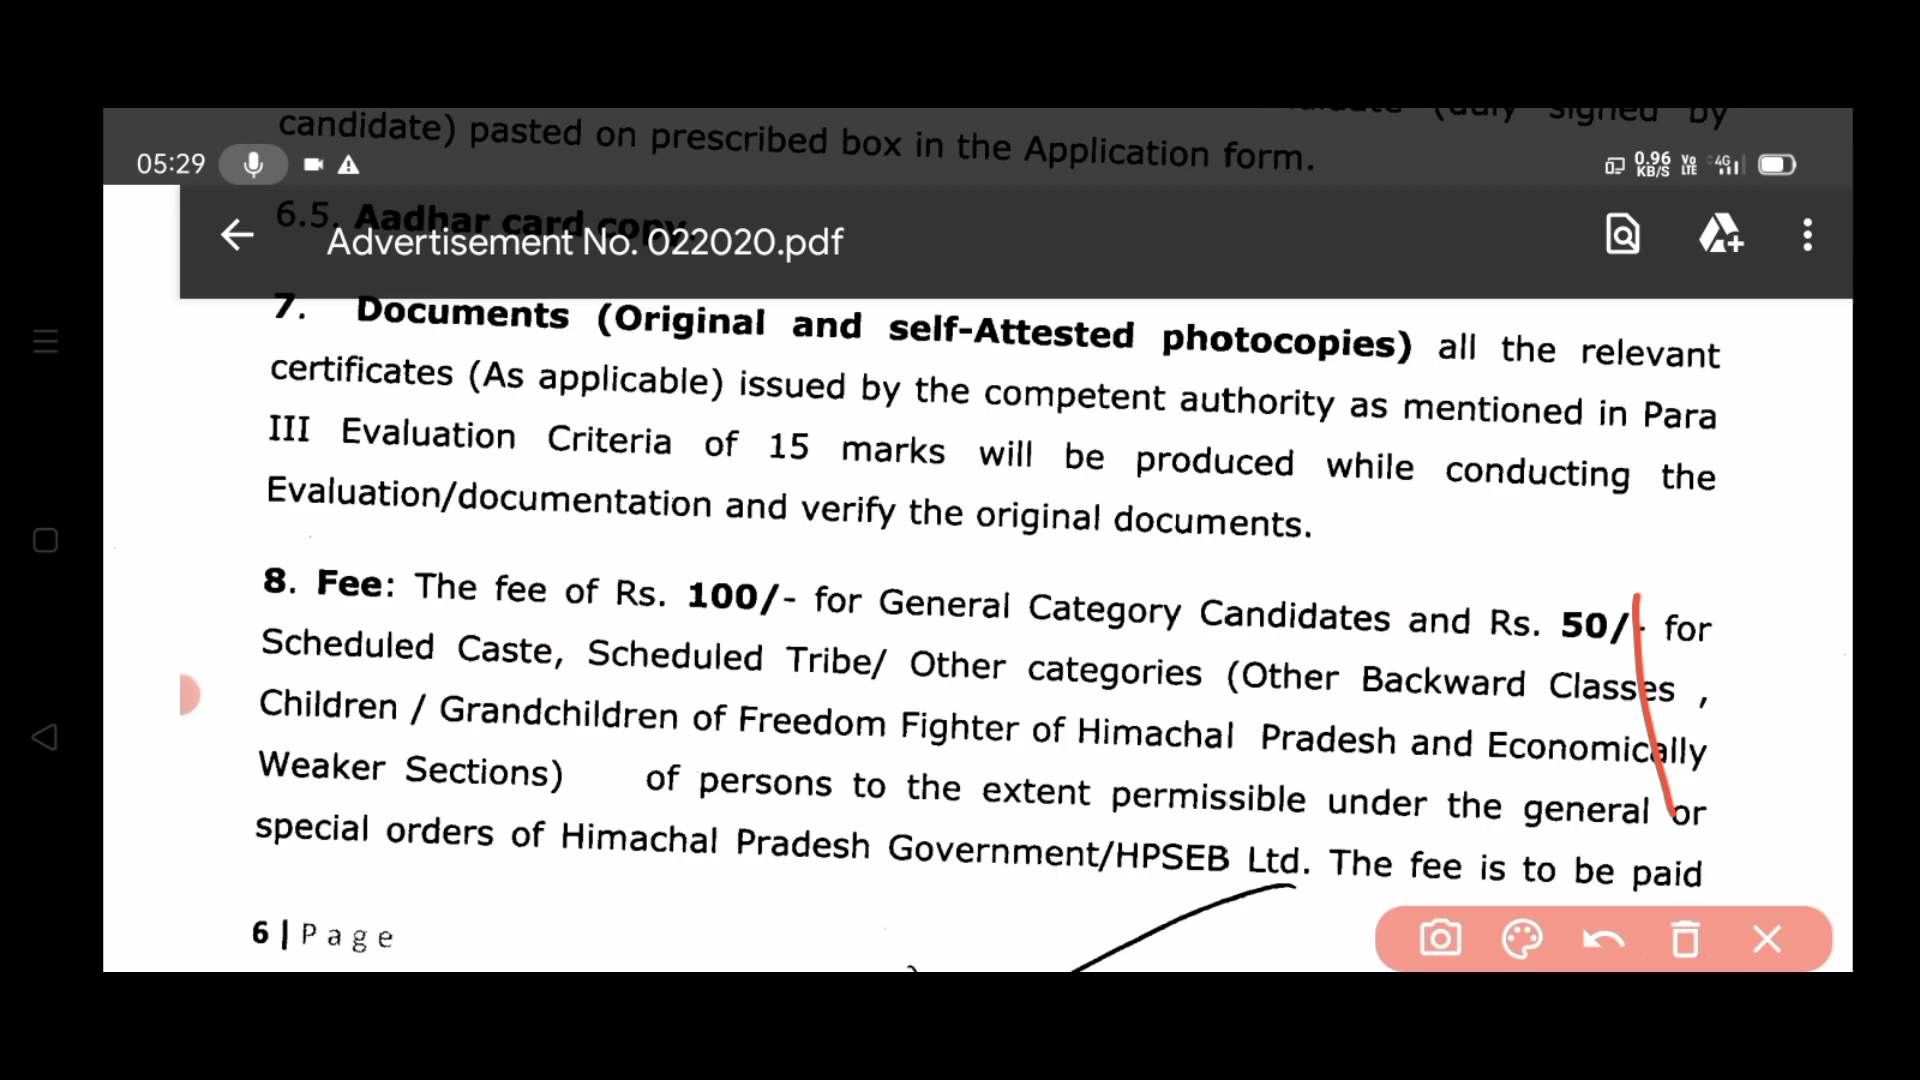 candidate) pasted on prescribed box in the Application form.
05:29
0.96 KB/S Vo LTE 4G
6.5. Aadhar card copy.
Advertisement No. 022020.pdf
7. Documents (Original and self-Attested photocopies) all the relevant
certificates (As applicable) issued by the competent authority as mentioned in Para
III Evaluation Criteria of 15 marks will be produced while conducting the
Evaluation/documentation and verify the original documents.
8. Fee: The fee of Rs. 100/- for General Category Candidates and Rs. 50/- for
Scheduled Caste, Scheduled Tribe/ Other categories (Other Backward Classes ,
Children / Grandchildren of Freedom Fighter of Himachal Pradesh and Economically
Weaker Sections) of persons to the extent permissible under the general or
special orders of Himachal Pradesh Government/HPSEB Ltd. The fee is to be paid
6 | Page